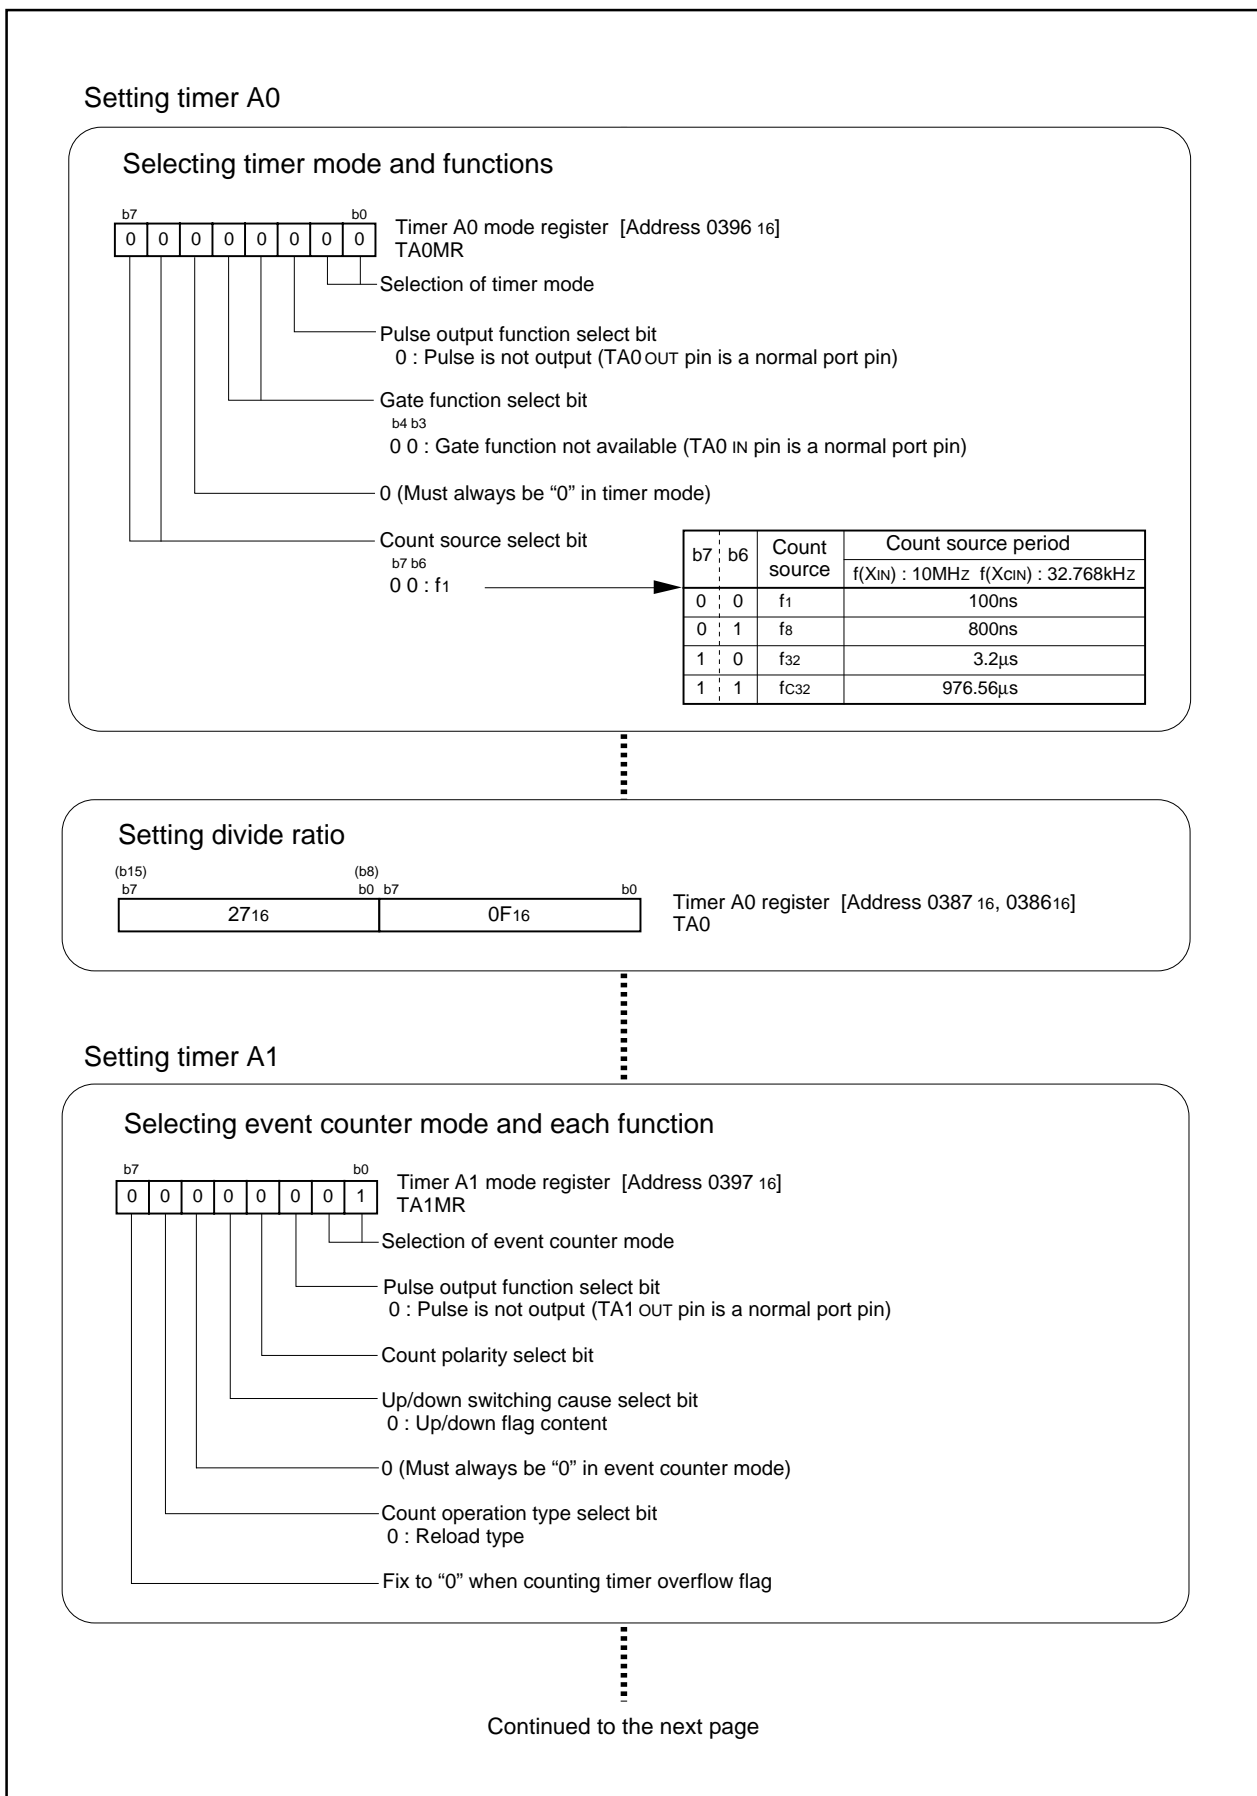 Setting timer A0
Selecting timer mode and functions
b7 b0
0 0 0 0 0 0 0 0
Timer A0 mode register [Address 0396 16]
TA0MR
Selection of timer mode
Pulse output function select bit
0 : Pulse is not output (TA0 OUT pin is a normal port pin)
Gate function select bit
b4 b3
0 0 : Gate function not available (TA0 IN pin is a normal port pin)
0 (Must always be “0” in timer mode)
Count source select bit
b7 b6
0 0 : f1
b7 b6 Count source Count source period
f(XIN) : 10MHZ f(XCIN) : 32.768kHZ
0 0 f1 100ns
0 1 f8 800ns
1 0 f32 3.2µs
1 1 fC32 976.56µs
Setting divide ratio
(b15) (b8)
b7 b0 b7 b0
2716 0F16
Timer A0 register [Address 0387 16, 038616]
TA0
Setting timer A1
Selecting event counter mode and each function
b7 b0
0 0 0 0 0 0 0 1
Timer A1 mode register [Address 0397 16]
TA1MR
Selection of event counter mode
Pulse output function select bit
0 : Pulse is not output (TA1 OUT pin is a normal port pin)
Count polarity select bit
Up/down switching cause select bit
0 : Up/down flag content
0 (Must always be “0” in event counter mode)
Count operation type select bit
0 : Reload type
Fix to “0” when counting timer overflow flag
Continued to the next page